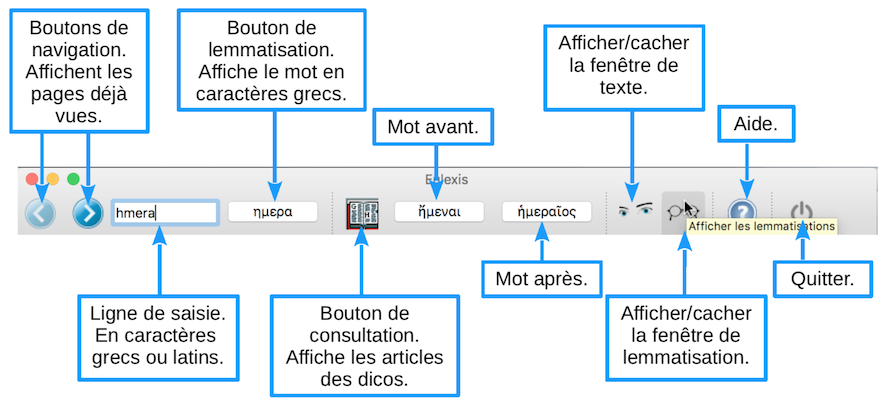 Boutons de
navigation.
Affichent les
pages déjà
vues.
Bouton de
lemmatisation.
Affiche le mot en
caractères grecs.
Mot avant.
Afficher/cacher
la fenêtre de
texte.
Aide.
hmera
ημερα
ἤμεναι
ἡμεραῖος
Afficher les lemmatisations
Ligne de saisie.
En caractères
grecs ou latins.
Bouton de
consultation.
Affiche les articles
des dicos.
Mot après.
Afficher/cacher
la fenêtre de
lemmatisation.
Quitter.